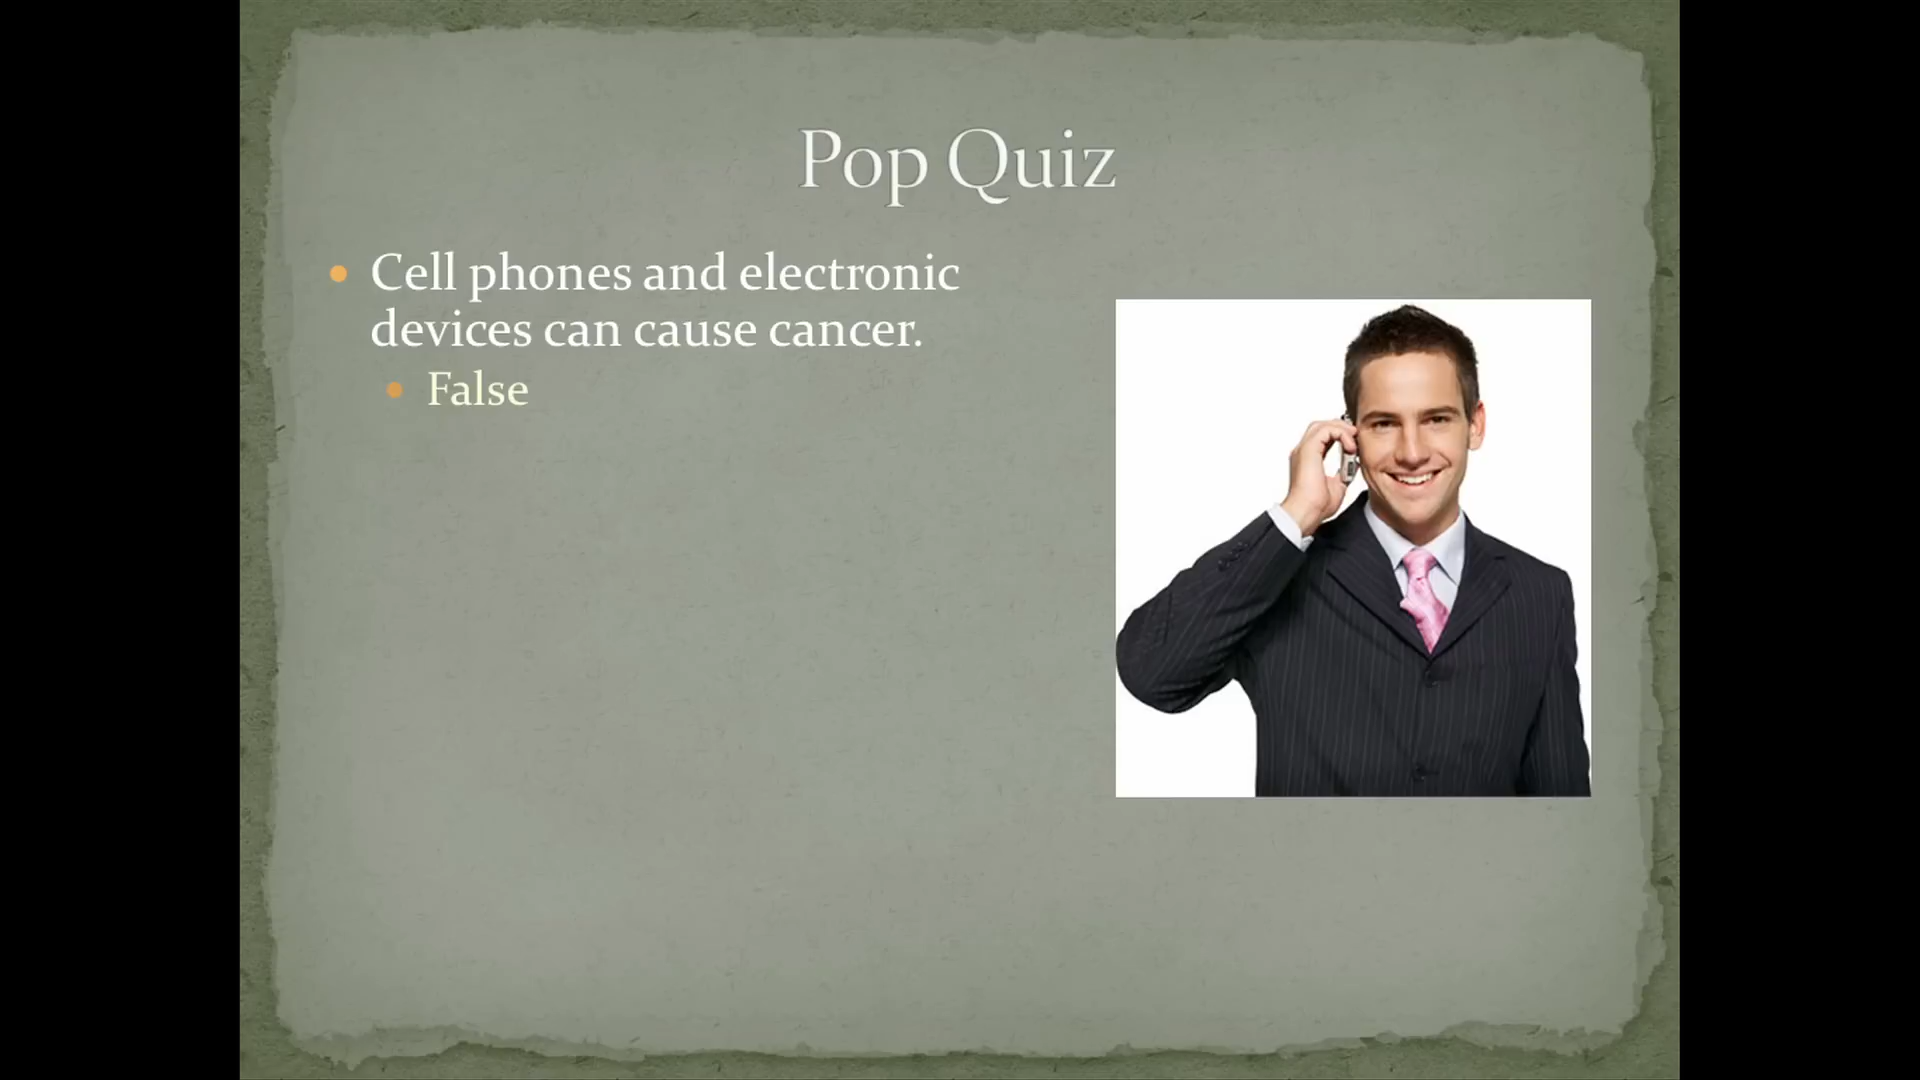 Pop Quiz
Cell phones and electronic
devices can cause cancer.
False